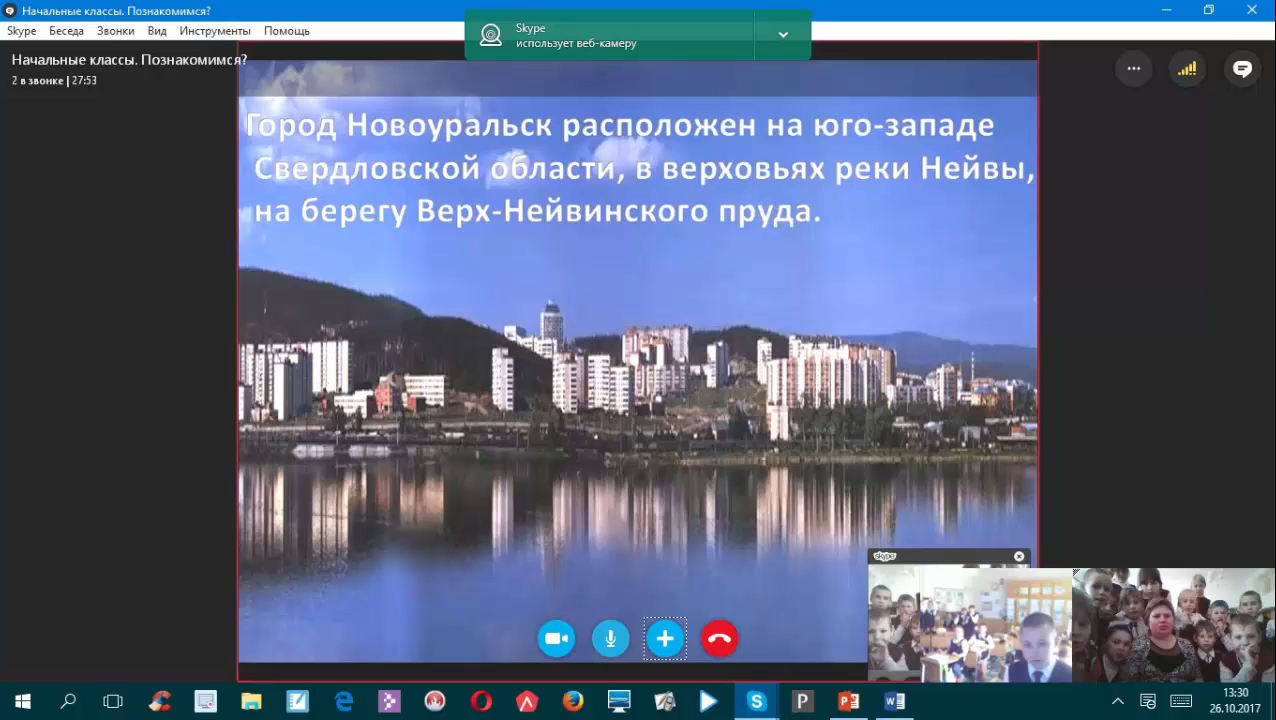 Начальные классы. Познакомимся?
Skype Беседа Звонки Вид Инструменты Помощь
Skype
использует веб-камеру
Начальные классы. Познакомимся?
2 в звонке | 27:53
Город Новоуральск расположен на юго-западе
Свердловской области, в верховьях реки Нейвы,
на берегу Верх-Нейвинского пруда.
skype
13:30
26.10.2017